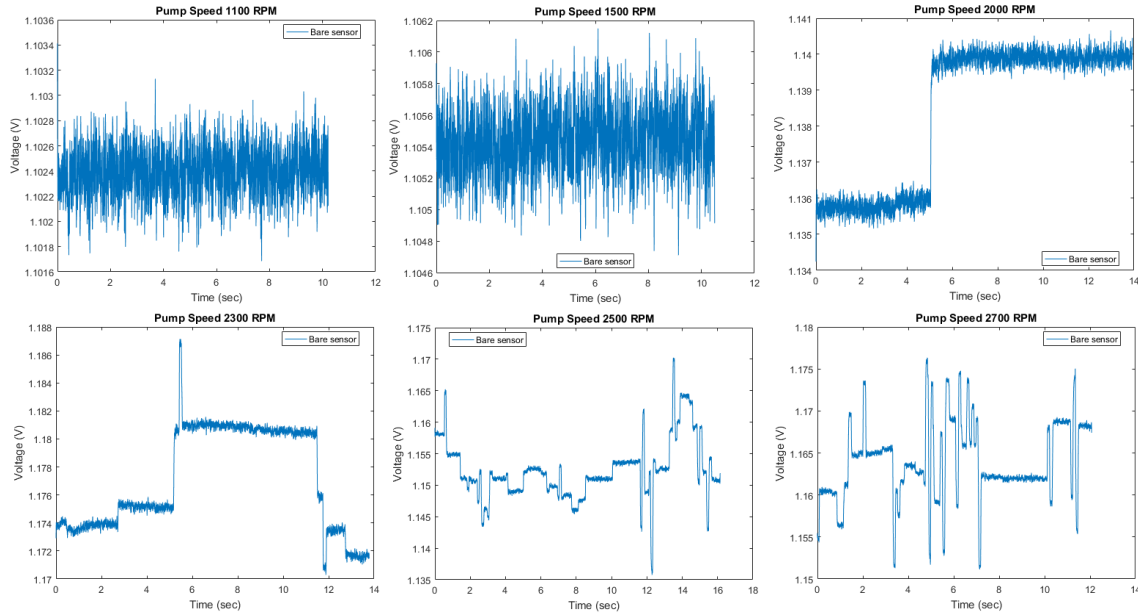 Pump Speed 1100 RPM
Bare sensor
Voltage (V)
1.1036
1.1034
1.1032
1.103
1.1028
1.1026
1.1024
1.1022
1.102
1.1018
1.1016
0 2 4 6 8 10 12
Time (sec)
Pump Speed 1500 RPM
Bare sensor
Voltage (V)
1.1062
1.106
1.1058
1.1056
1.1054
1.1052
1.105
1.1048
1.1046
0 2 4 6 8 10 12
Time (sec)
Pump Speed 2000 RPM
Bare sensor
Voltage (V)
1.141
1.14
1.139
1.138
1.137
1.136
1.135
1.134
0 2 4 6 8 10 12 14
Time (sec)
Pump Speed 2300 RPM
Bare sensor
Voltage (V)
1.188
1.186
1.184
1.182
1.18
1.178
1.176
1.174
1.172
1.17
0 2 4 6 8 10 12 14
Time (sec)
Pump Speed 2500 RPM
Bare sensor
Voltage (V)
1.175
1.17
1.165
1.16
1.155
1.15
1.145
1.14
1.135
0 2 4 6 8 10 12 14 16 18
Time (sec)
Pump Speed 2700 RPM
Bare sensor
Voltage (V)
1.18
1.175
1.17
1.165
1.16
1.155
1.15
0 2 4 6 8 10 12 14
Time (sec)